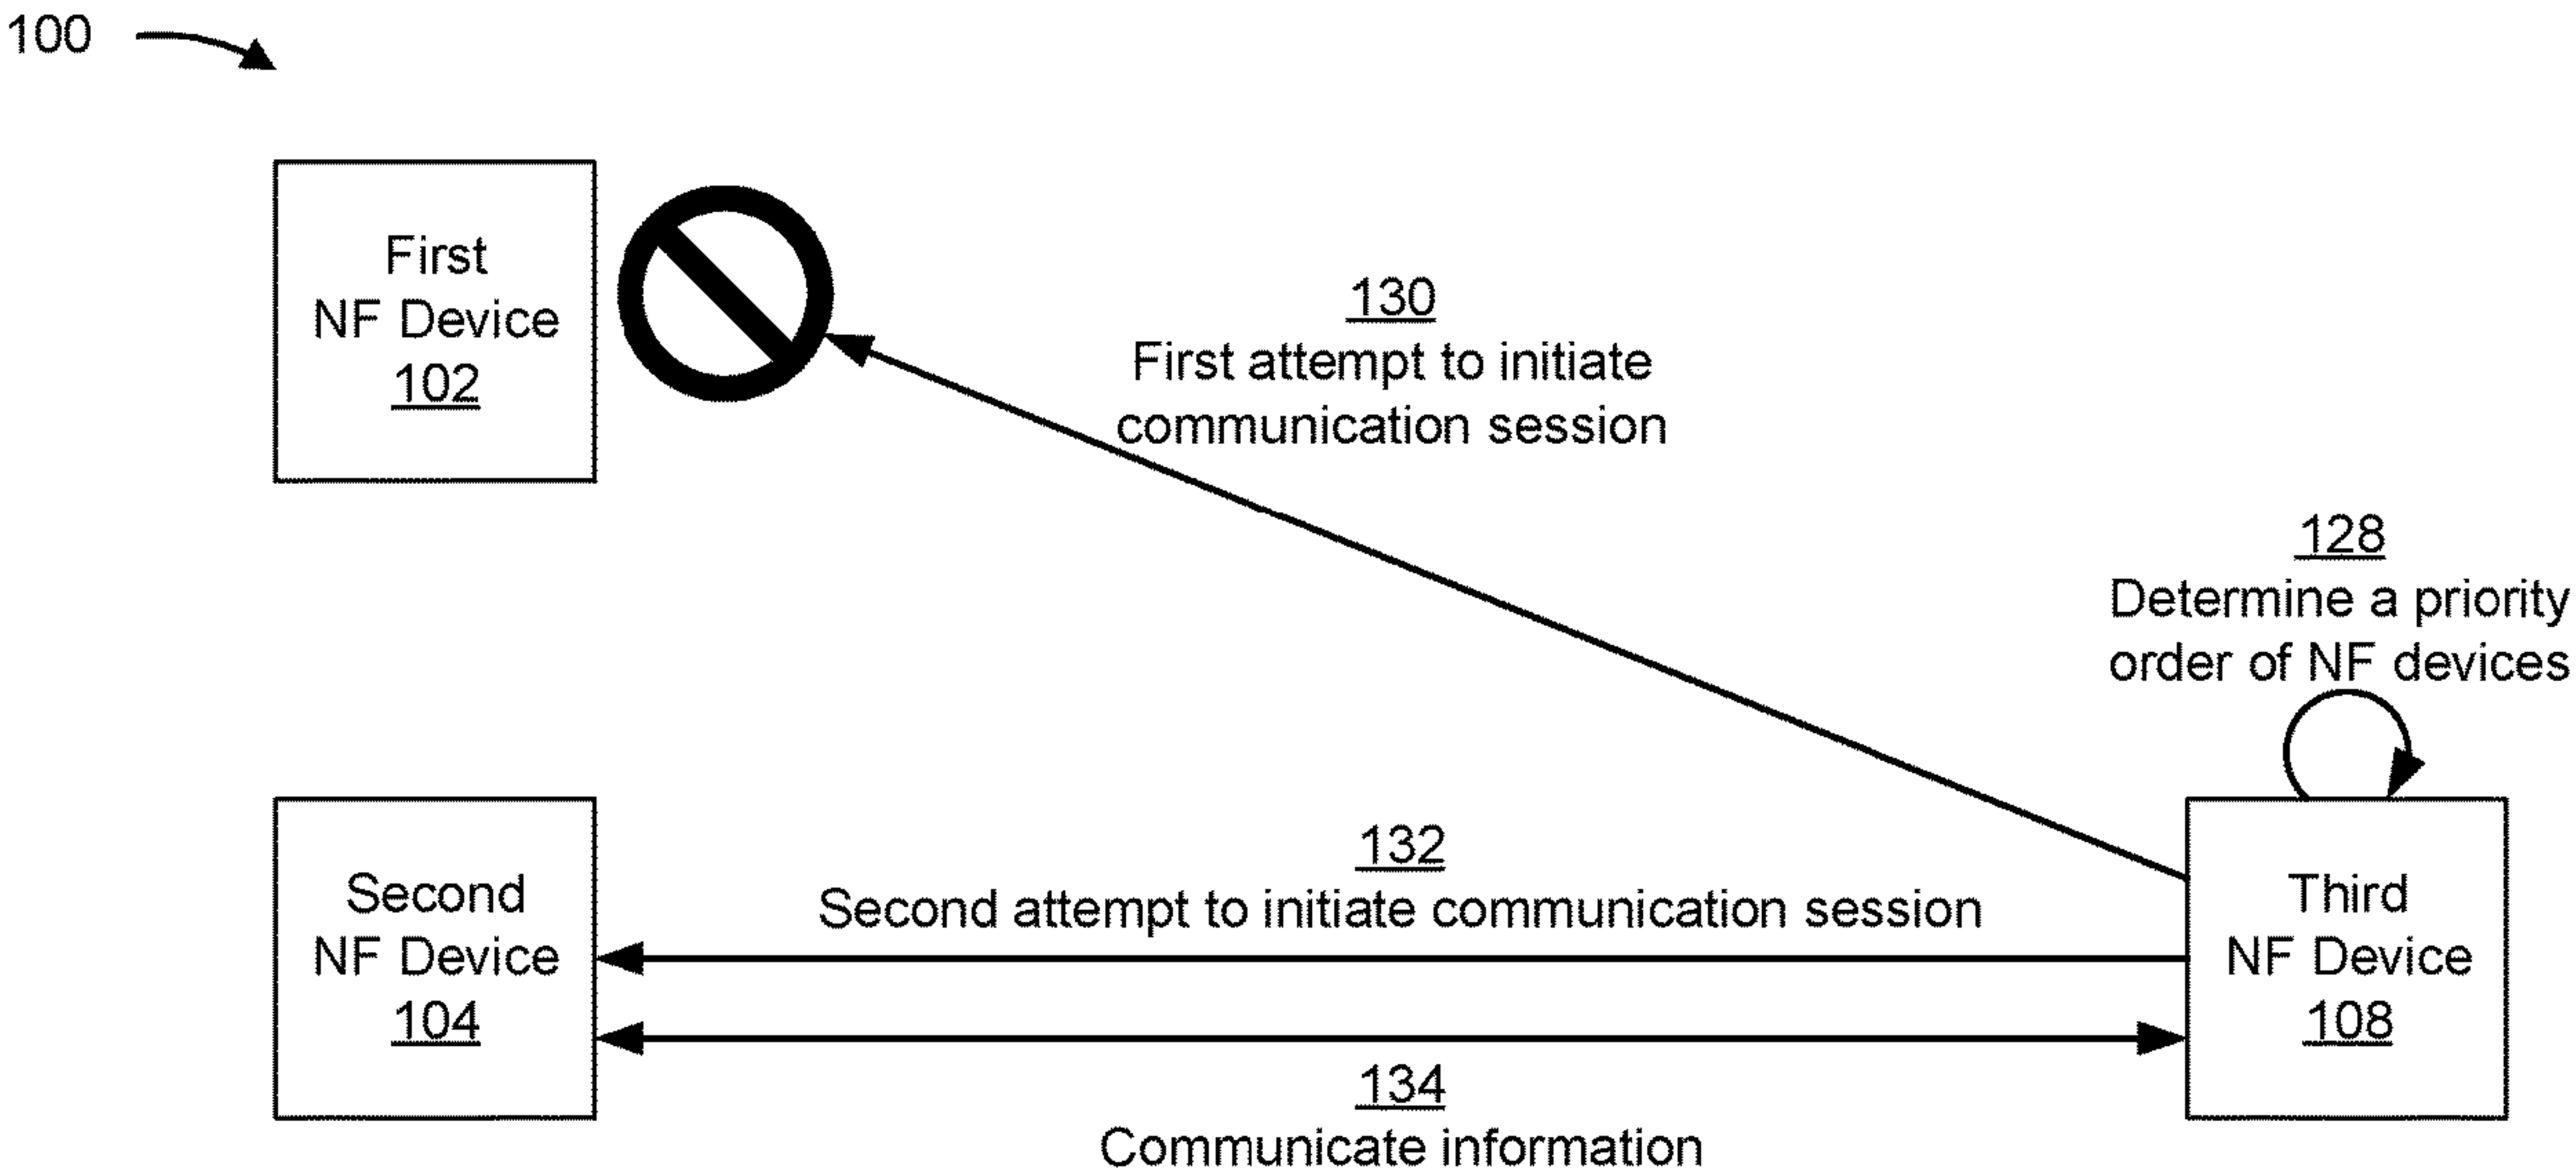 100
First
NF Device
102
130
First attempt to initiate
communication session
128
Determine a priority
order of NF devices
132
Second attempt to initiate communication session
Second
NF Device
104
Third
NF Device
108
134
Communicate information